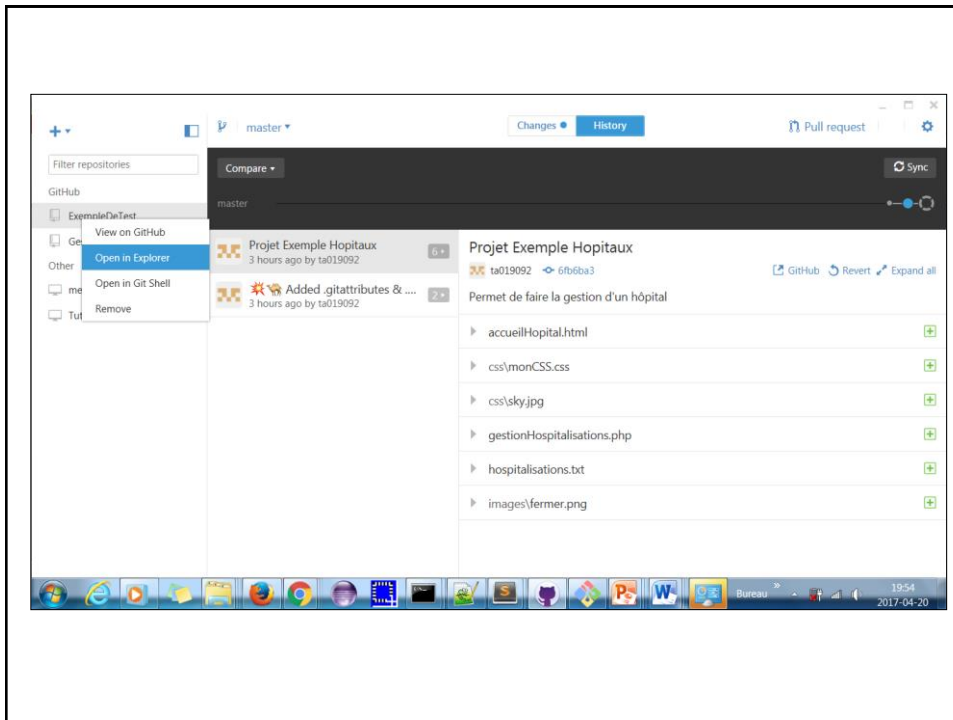 master
Changes
History
Pull request
Filter repositories
Compare
Sync
GitHub
master
ExempleDeTest
View on GitHub
Ge
Open in Explorer
Other
Open in Git Shell
me
Remove
Tut
Projet Exemple Hopitaux
3 hours ago by ta019092
6
Added .gitattributes & ....
3 hours ago by ta019092
2
Projet Exemple Hopitaux
ta019092 6fb6ba3
GitHub Revert Expand all
Permet de faire la gestion d'un hôpital
accueilHopital.html
css\monCSS.css
css\sky.jpg
gestionHospitalisations.php
hospitalisations.txt
images\fermer.png
Bureau
19:54
2017-04-20